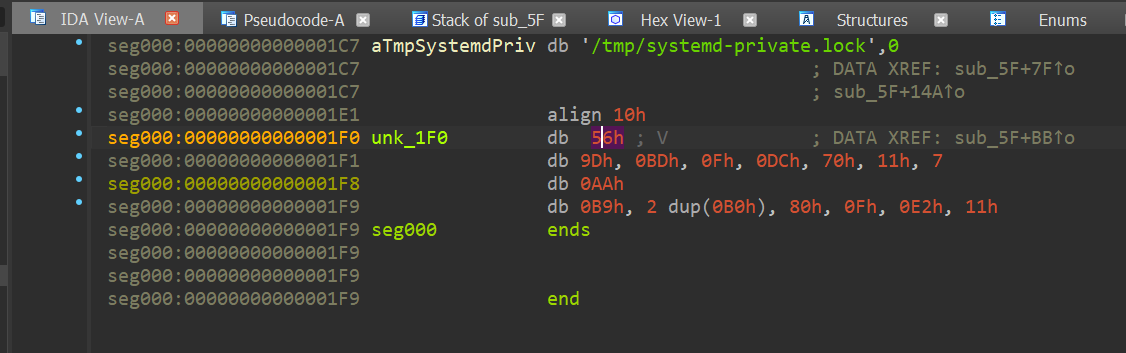 IDA View-A Pseudocode-A Stack of sub_5F Hex View-1 Structures Enums
seg000:00000000000001C7 aTmpSystemdPriv db '/tmp/systemd-private.lock',0
seg000:00000000000001C7 ; DATA XREF: sub_5F+7F↑o
seg000:00000000000001C7 ; sub_5F+14A↑o
seg000:00000000000001E1 align 10h
seg000:00000000000001F0 unk_1F0 db 56h ; V ; DATA XREF: sub_5F+BB↑o
seg000:00000000000001F1 db 9Dh, 0BDh, 0Fh, 0DCh, 70h, 11h, 7
seg000:00000000000001F8 db 0AAh
seg000:00000000000001F9 db 0B9h, 2 dup(0B0h), 80h, 0Fh, 0E2h, 11h
seg000:00000000000001F9 seg000 ends
seg000:00000000000001F9
seg000:00000000000001F9
seg000:00000000000001F9 end